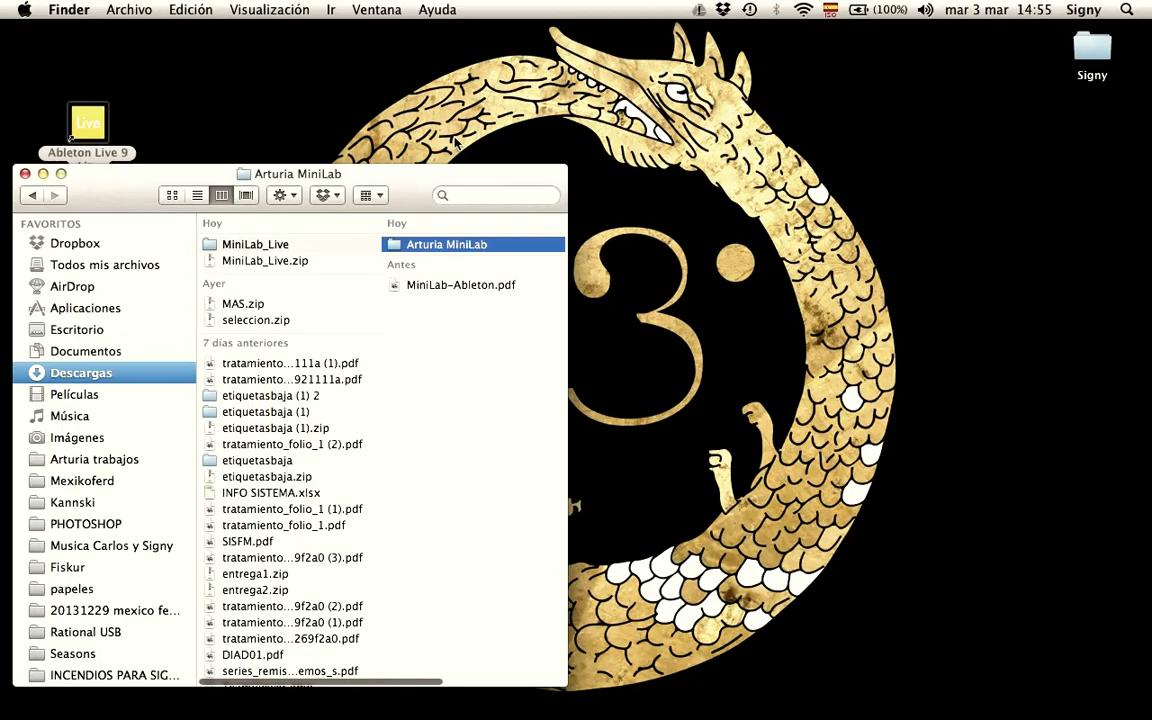 Finder Archivo Edición Visualización Ir Ventana Ayuda ISO (100%) mar 3 mar 14:55 Signy
Signy
Live
Ableton Live 9
Arturia MiniLab
FAVORITOS
Dropbox
Todos mis archivos
AirDrop
Aplicaciones
Escritorio
Documentos
Descargas
Películas
Música
Imágenes
Arturia trabajos
Mexikoferd
Kannski
PHOTOSHOP
Musica Carlos y Signy
Fiskur
papeles
20131229 mexico fe...
Rational USB
Seasons
INCENDIOS PARA SIG...
Hoy
MiniLab_Live
MiniLab_Live.zip
Ayer
MAS.zip
seleccion.zip
7 días anteriores
tratamiento...111a (1).pdf
tratamiento...921111a.pdf
etiquetasbaja (1) 2
etiquetasbaja (1)
etiquetasbaja (1).zip
tratamiento_folio_1 (2).pdf
etiquetasbaja
etiquetasbaja.zip
INFO SISTEMA.xlsx
tratamiento_folio_1 (1).pdf
tratamiento_folio_1.pdf
SISFM.pdf
tratamiento...9f2a0 (3).pdf
entrega1.zip
entrega2.zip
tratamiento...9f2a0 (2).pdf
tratamiento...9f2a0 (1).pdf
tratamiento...269f2a0.pdf
DIAD01.pdf
series_remis...emos_s.pdf
Hoy
Arturia MiniLab
Antes
MiniLab-Ableton.pdf
3